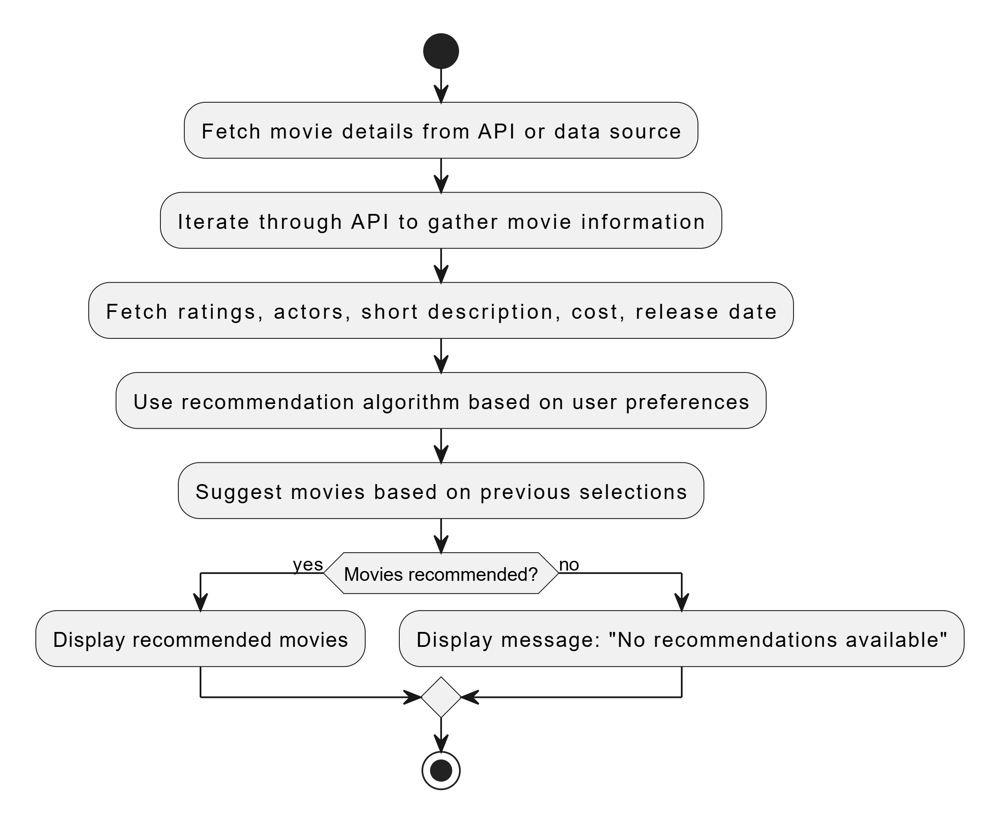 Fetch movie details from API or data source
Iterate through API to gather movie information
Fetch ratings, actors, short description, cost, release date
Use recommendation algorithm based on user preferences
Suggest movies based on previous selections
yes
Movies recommended?
no
Display recommended movies
Display message: "No recommendations available"